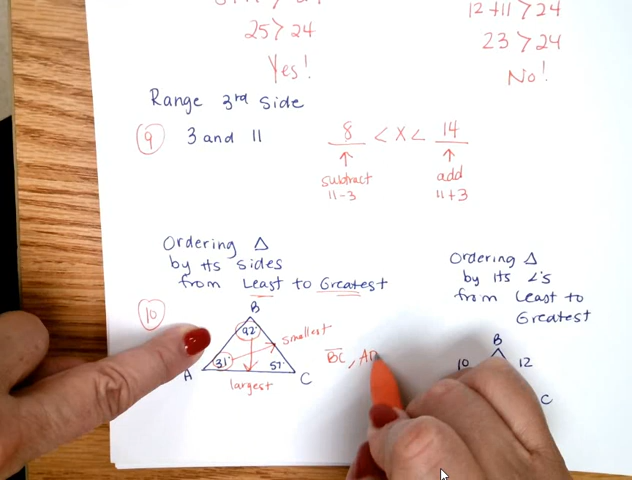 25 > 24
Yes!
12 + 11 > 24
23 > 24
No!
Range 3rd Side
9
3 and 11
8 < X < 14
subtract
11-3
add
11+3
Ordering △
by its sides
from Least to Greatest
10
B
92°
31°
57°
A
C
smallest
largest
BC,
Ordering △
by its ∠'s
from Least to
Greatest
B
10
12
C